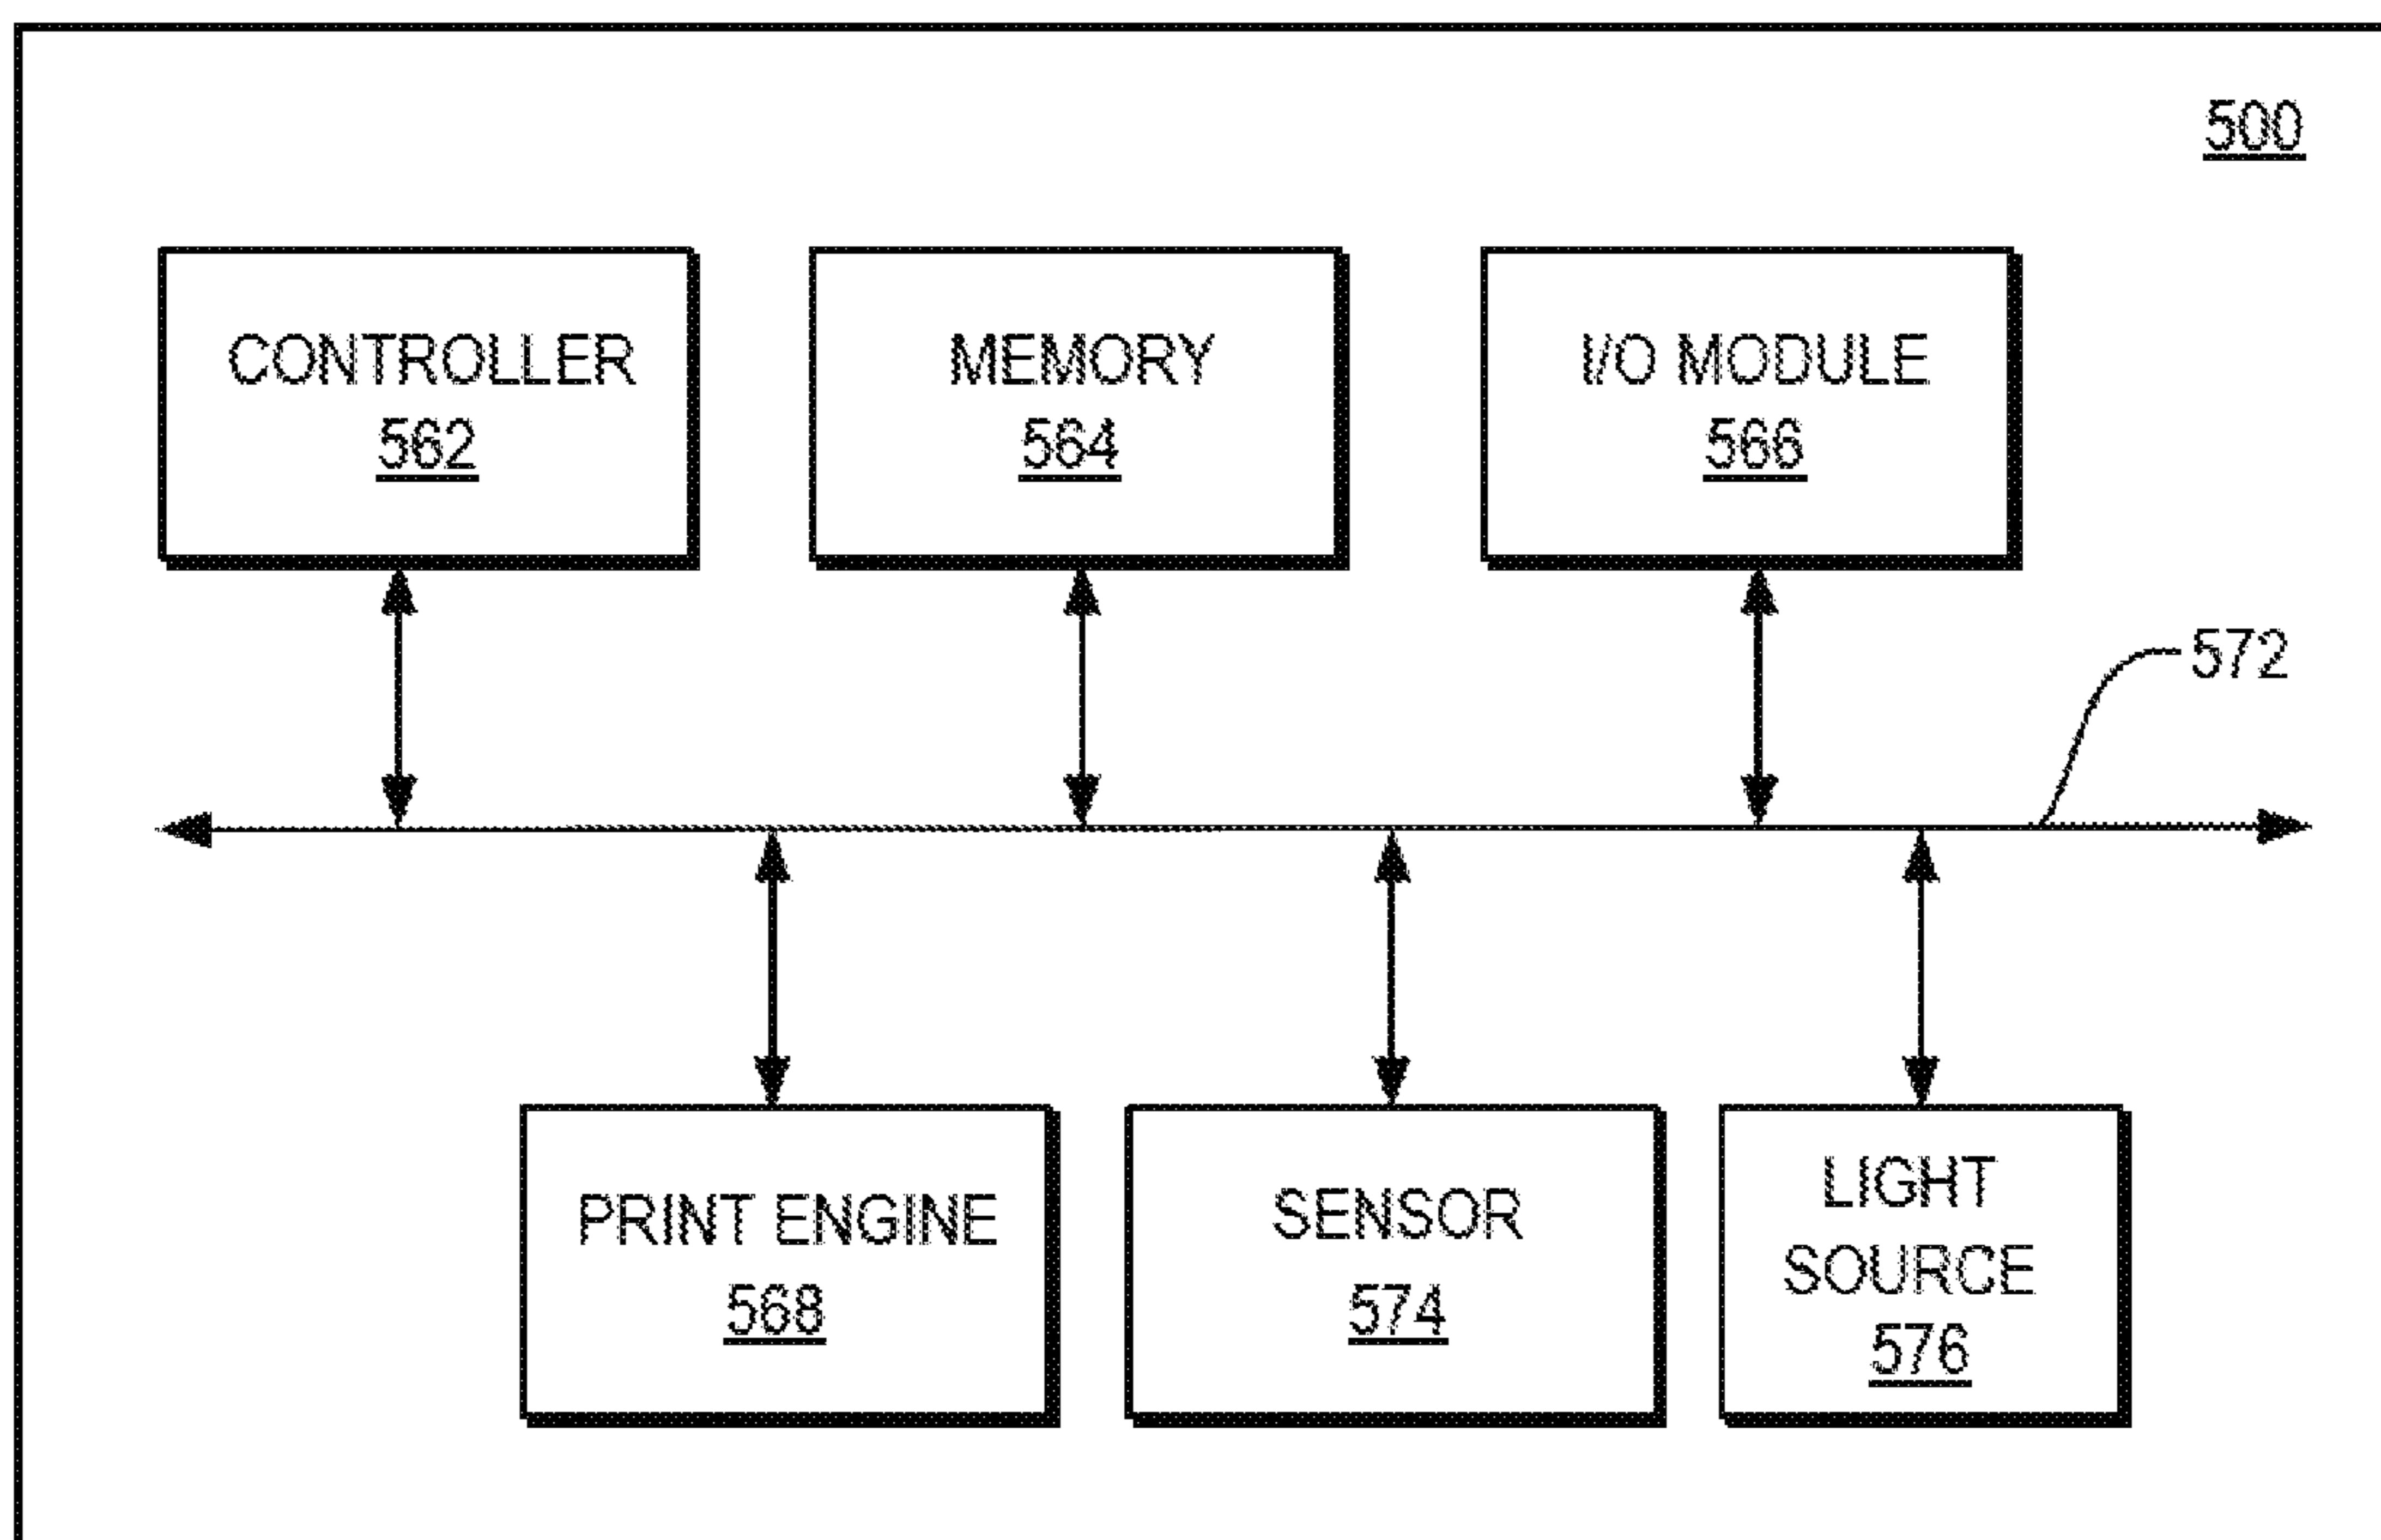 500
CONTROLLER
562
MEMORY
564
I/O MODULE
566
572
PRINT ENGINE
568
SENSOR
574
LIGHT
SOURCE
576